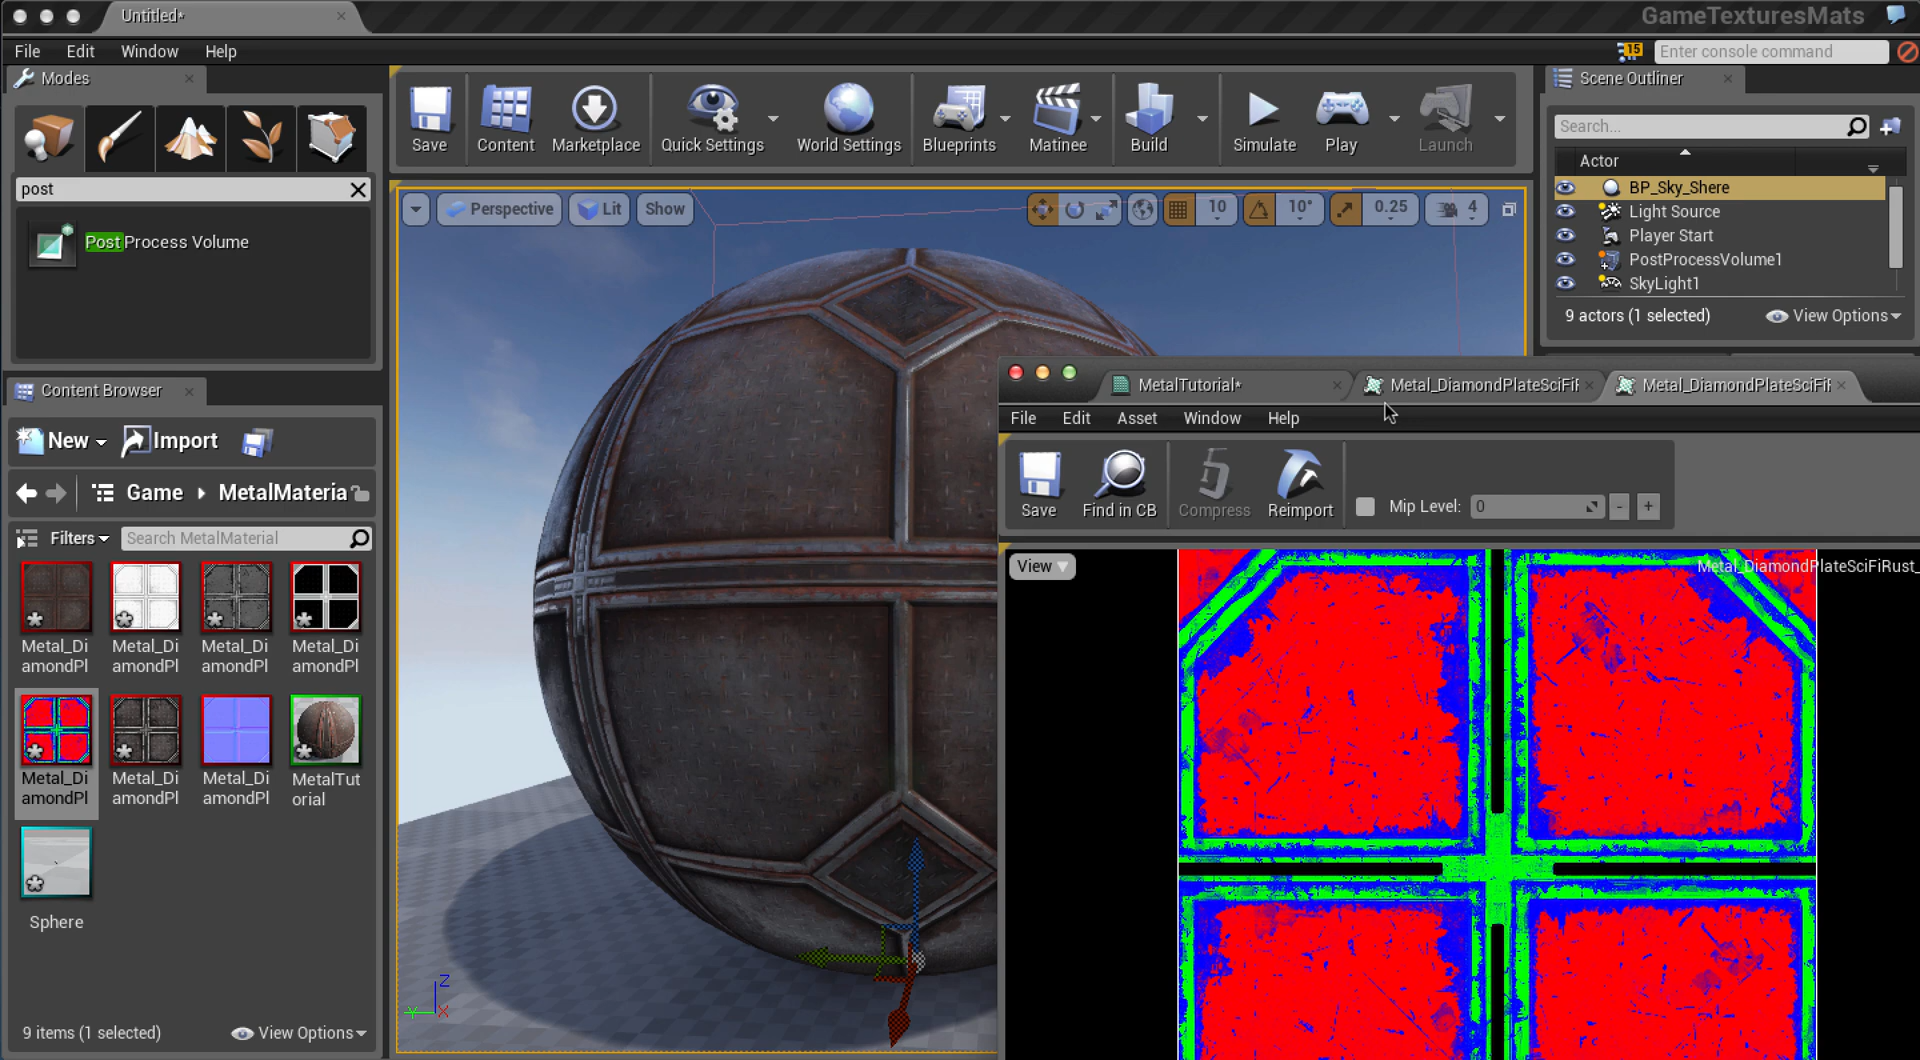 Untitled*
GameTexturesMats
File Edit Window Help
15
Enter console command
Modes
Scene Outliner
Save
Content
Marketplace
Quick Settings
World Settings
Blueprints
Matinee
Build
Simulate
Play
Launch
Search...
Actor
post
Post Process Volume
Perspective
Lit
Show
10
10°
0.25
4
BP_Sky_Shere
Light Source
Player Start
PostProcessVolume1
SkyLight1
9 actors (1 selected)
View Options
Content Browser
New
Import
Game
MetalMateria
Filters
Search MetalMaterial
Metal_Di
amondPl
Metal_Di
amondPl
Metal_Di
amondPl
Metal_Di
amondPl
Metal_Di
amondPl
Metal_Di
amondPl
Metal_Di
amondPl
MetalTut
orial
Sphere
9 items (1 selected)
View Options
Z
Y
X
MetalTutorial*
Metal_DiamondPlateSciFiR
Metal_DiamondPlateSciFiR
File Edit Asset Window Help
Save
Find in CB
Compress
Reimport
Mip Level:
0
-
+
View
Metal_DiamondPlateSciFiRust_